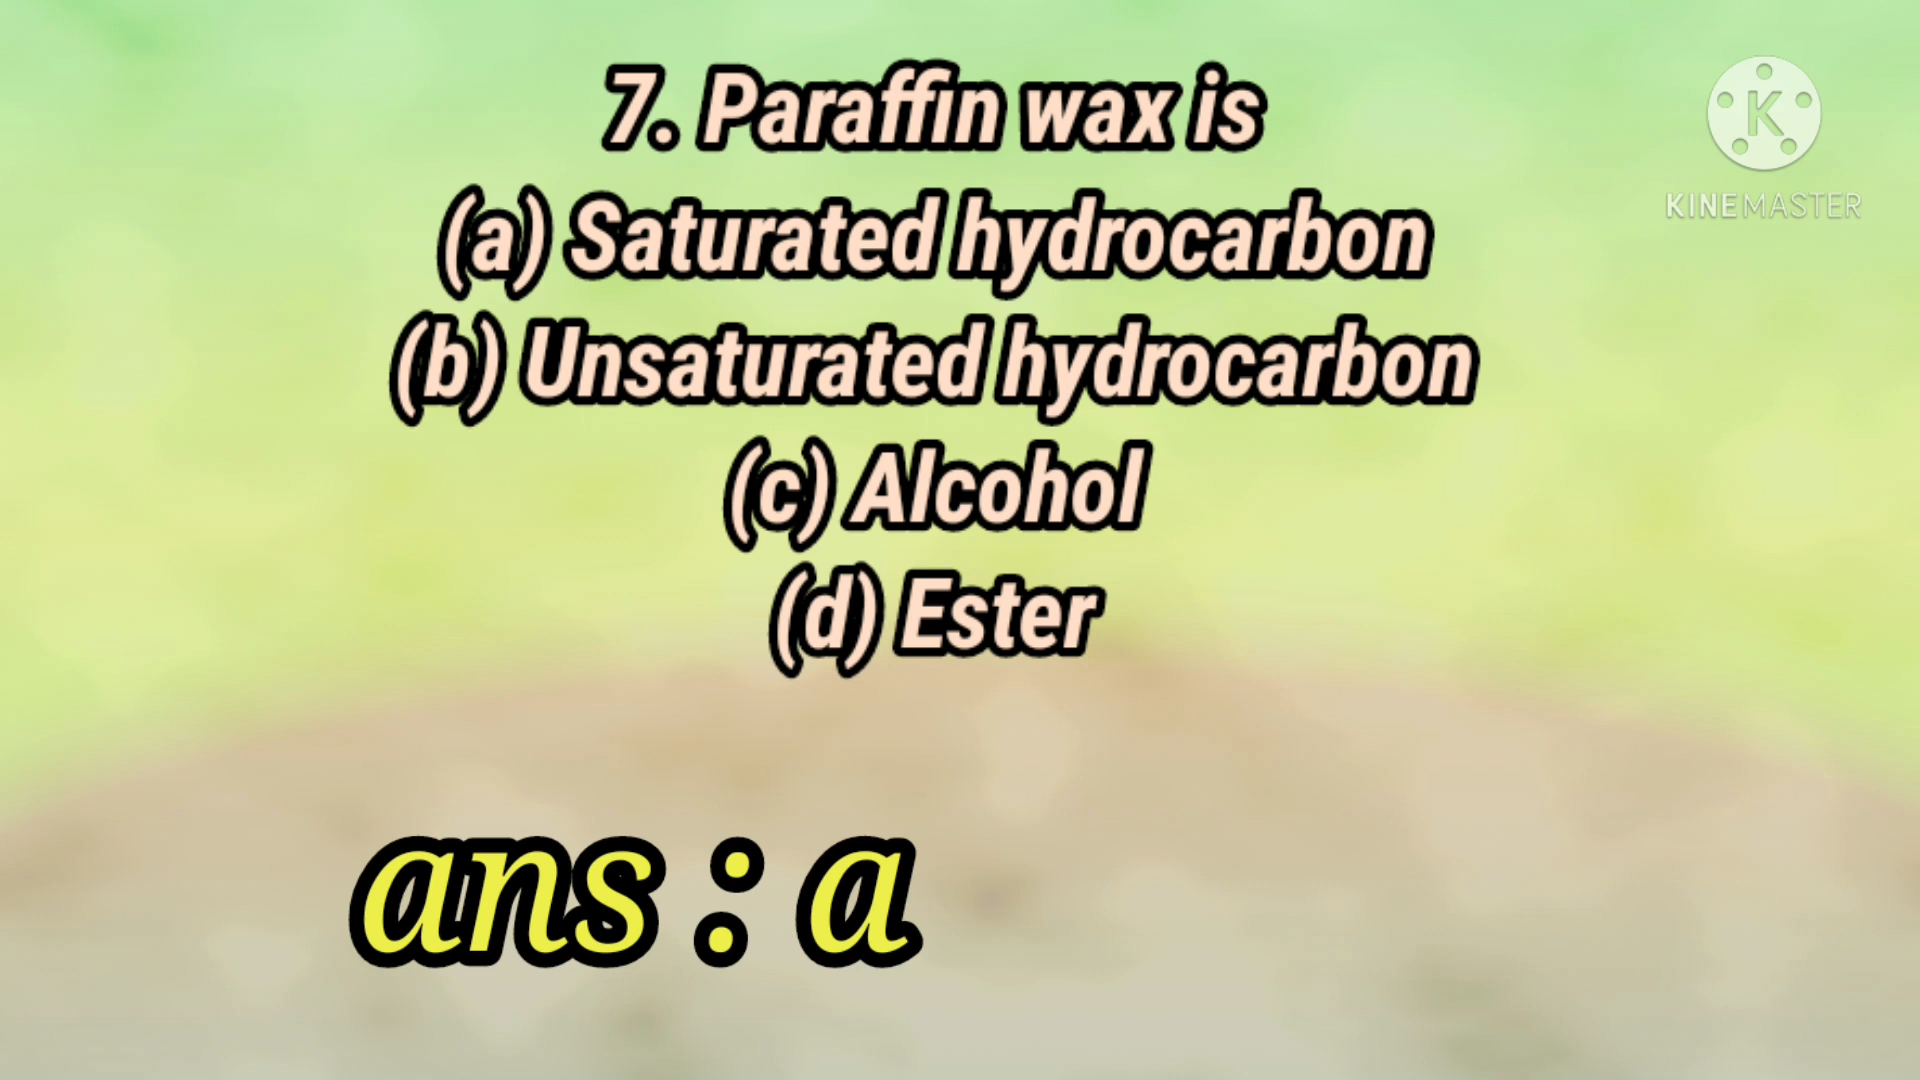 7. Paraffin wax is
(a) Saturated hydrocarbon
(b) Unsaturated hydrocarbon
(c) Alcohol
(d) Ester
ans : a
K
KINEMASTER